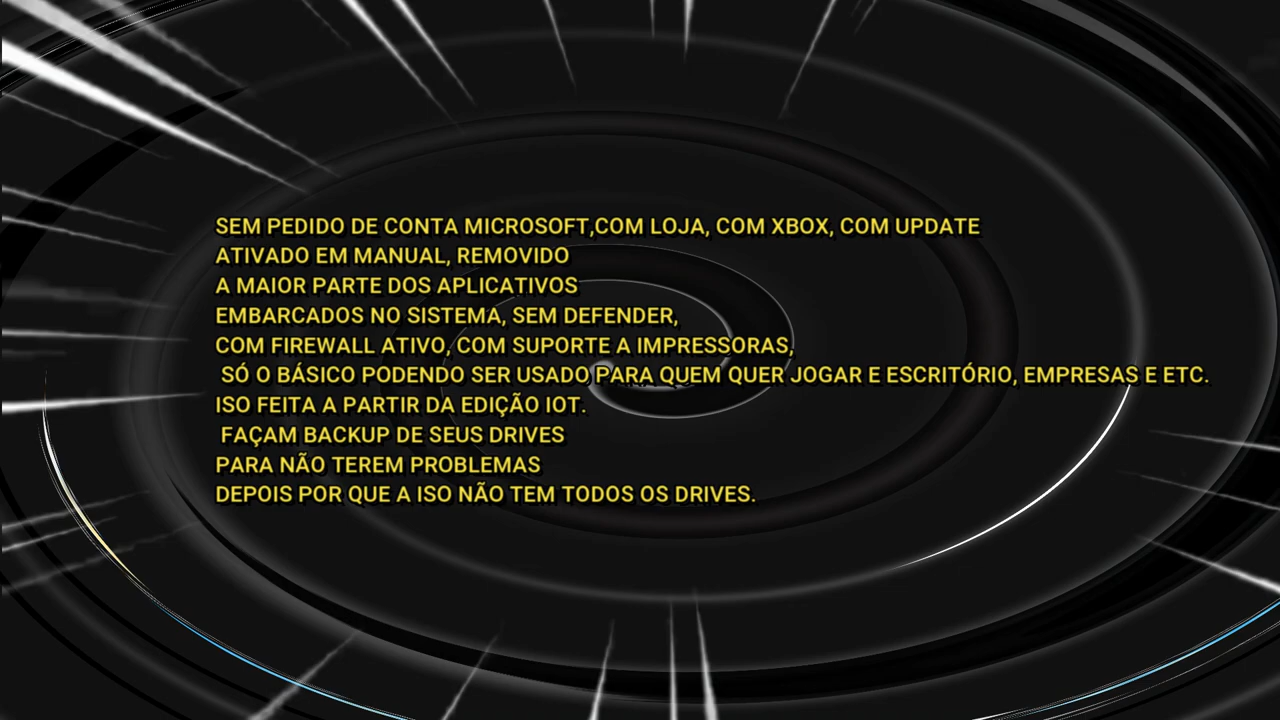 SEM PEDIDO DE CONTA MICROSOFT,COM LOJA, COM XBOX, COM UPDATE
ATIVADO EM MANUAL, REMOVIDO
A MAIOR PARTE DOS APLICATIVOS
EMBARCADOS NO SISTEMA, SEM DEFENDER,
COM FIREWALL ATIVO, COM SUPORTE A IMPRESSORAS,
SÓ O BÁSICO PODENDO SER USADO PARA QUEM QUER JOGAR E ESCRITÓRIO, EMPRESAS E ETC.
ISO FEITA A PARTIR DA EDIÇÃO IOT.
FAÇAM BACKUP DE SEUS DRIVES
PARA NÃO TEREM PROBLEMAS
DEPOIS POR QUE A ISO NÃO TEM TODOS OS DRIVES.